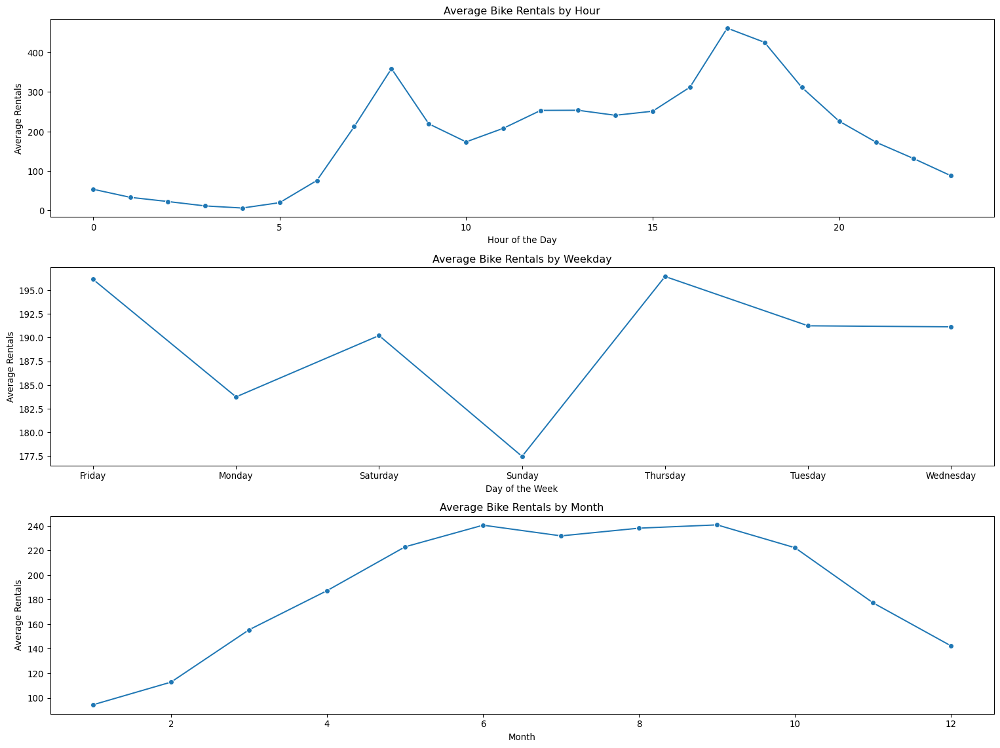 Average Bike Rentals by Hour
Average Rentals
400
300
200
100
0
0 5 10 15 20
Hour of the Day
Average Bike Rentals by Weekday
Average Rentals
195.0
192.5
190.0
187.5
185.0
182.5
180.0
177.5
Friday Monday Saturday Sunday Thursday Tuesday Wednesday
Day of the Week
Average Bike Rentals by Month
Average Rentals
240
220
200
180
160
140
120
100
2 4 6 8 10 12
Month